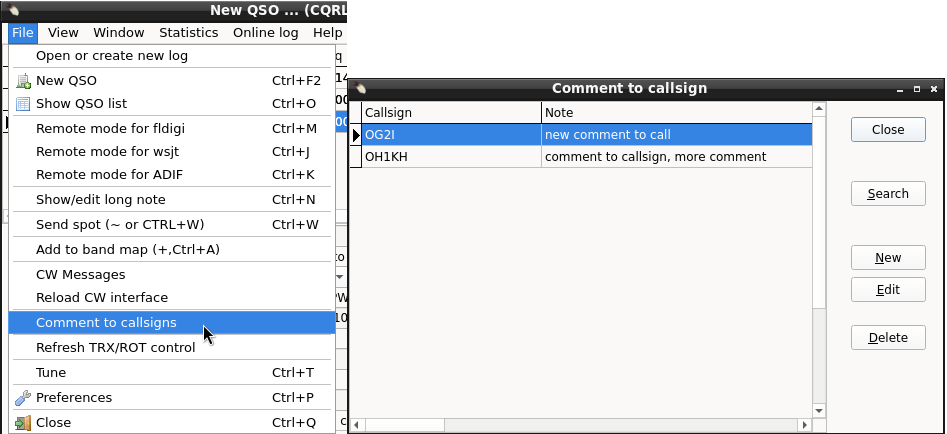 New QSO ... (CQRL
File View Window Statistics Online log Help
Open or create new log
New QSO Ctrl+F2
Show QSO list Ctrl+O
Remote mode for fldigi Ctrl+M
Remote mode for wsjt Ctrl+J
Remote mode for ADIF Ctrl+K
Show/edit long note Ctrl+N
Send spot (~ or CTRL+W) Ctrl+W
Add to band map (+,Ctrl+A)
CW Messages
Reload CW interface
Comment to callsigns
Refresh TRX/ROT control
Tune Ctrl+T
Preferences Ctrl+P
Close Ctrl+Q
Comment to callsign
Callsign Note
OG2I new comment to call
OH1KH comment to callsign, more comment
Close
Search
New
Edit
Delete